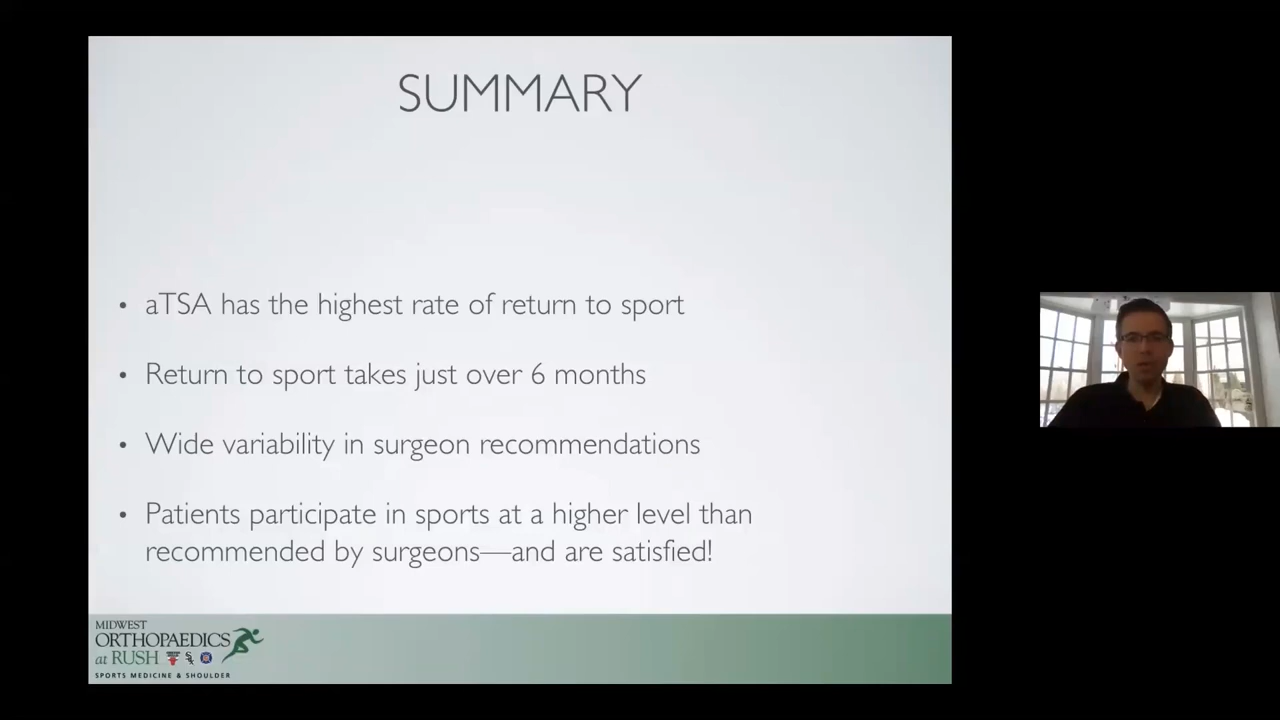 SUMMARY
• aTSA has the highest rate of return to sport
• Return to sport takes just over 6 months
• Wide variability in surgeon recommendations
• Patients participate in sports at a higher level than
recommended by surgeons—and are satisfied!
MIDWEST
ORTHOPAEDICS
at RUSH
SPORTS MEDICINE & SHOULDER